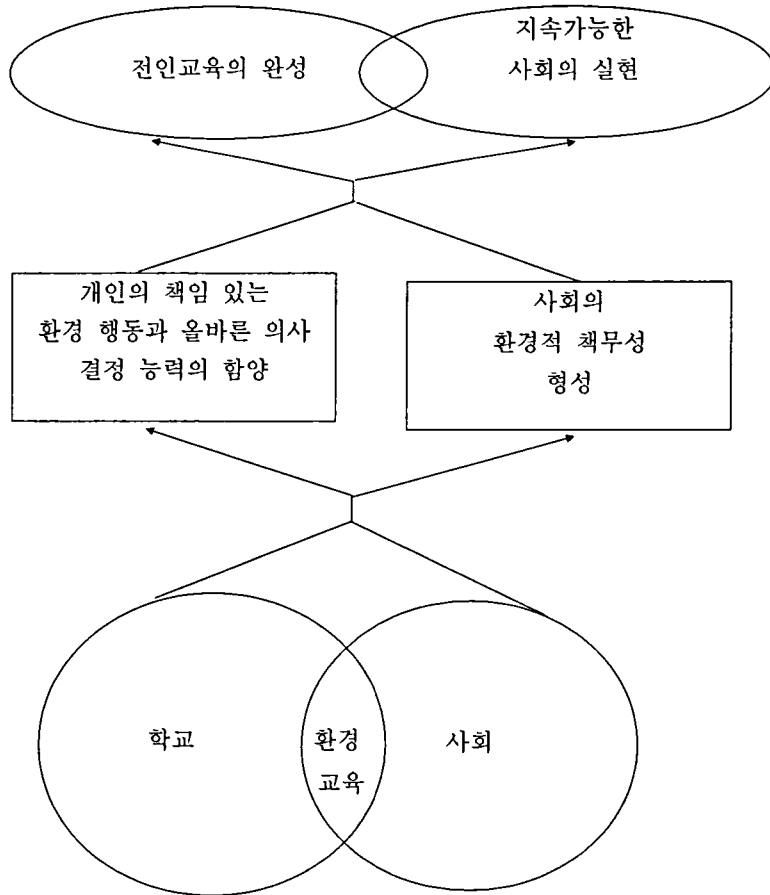 전인교육의 완성
지속가능한
사회의 실현
개인의 책임 있는
환경 행동과 올바른 의사
결정 능력의 함양
사회의
환경적 책무성
형성
학교
환경
교육
사회